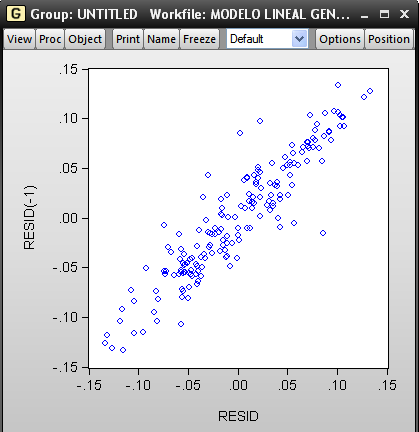 G Group: UNTITLED Workfile: MODELO LINEAL GEN...
View Proc Object Print Name Freeze Default Options Position
.15
.10
.05
.00
-.05
-.10
-.15
RESID(-1)
-.15 -.10 -.05 .00 .05 .10 .15
RESID